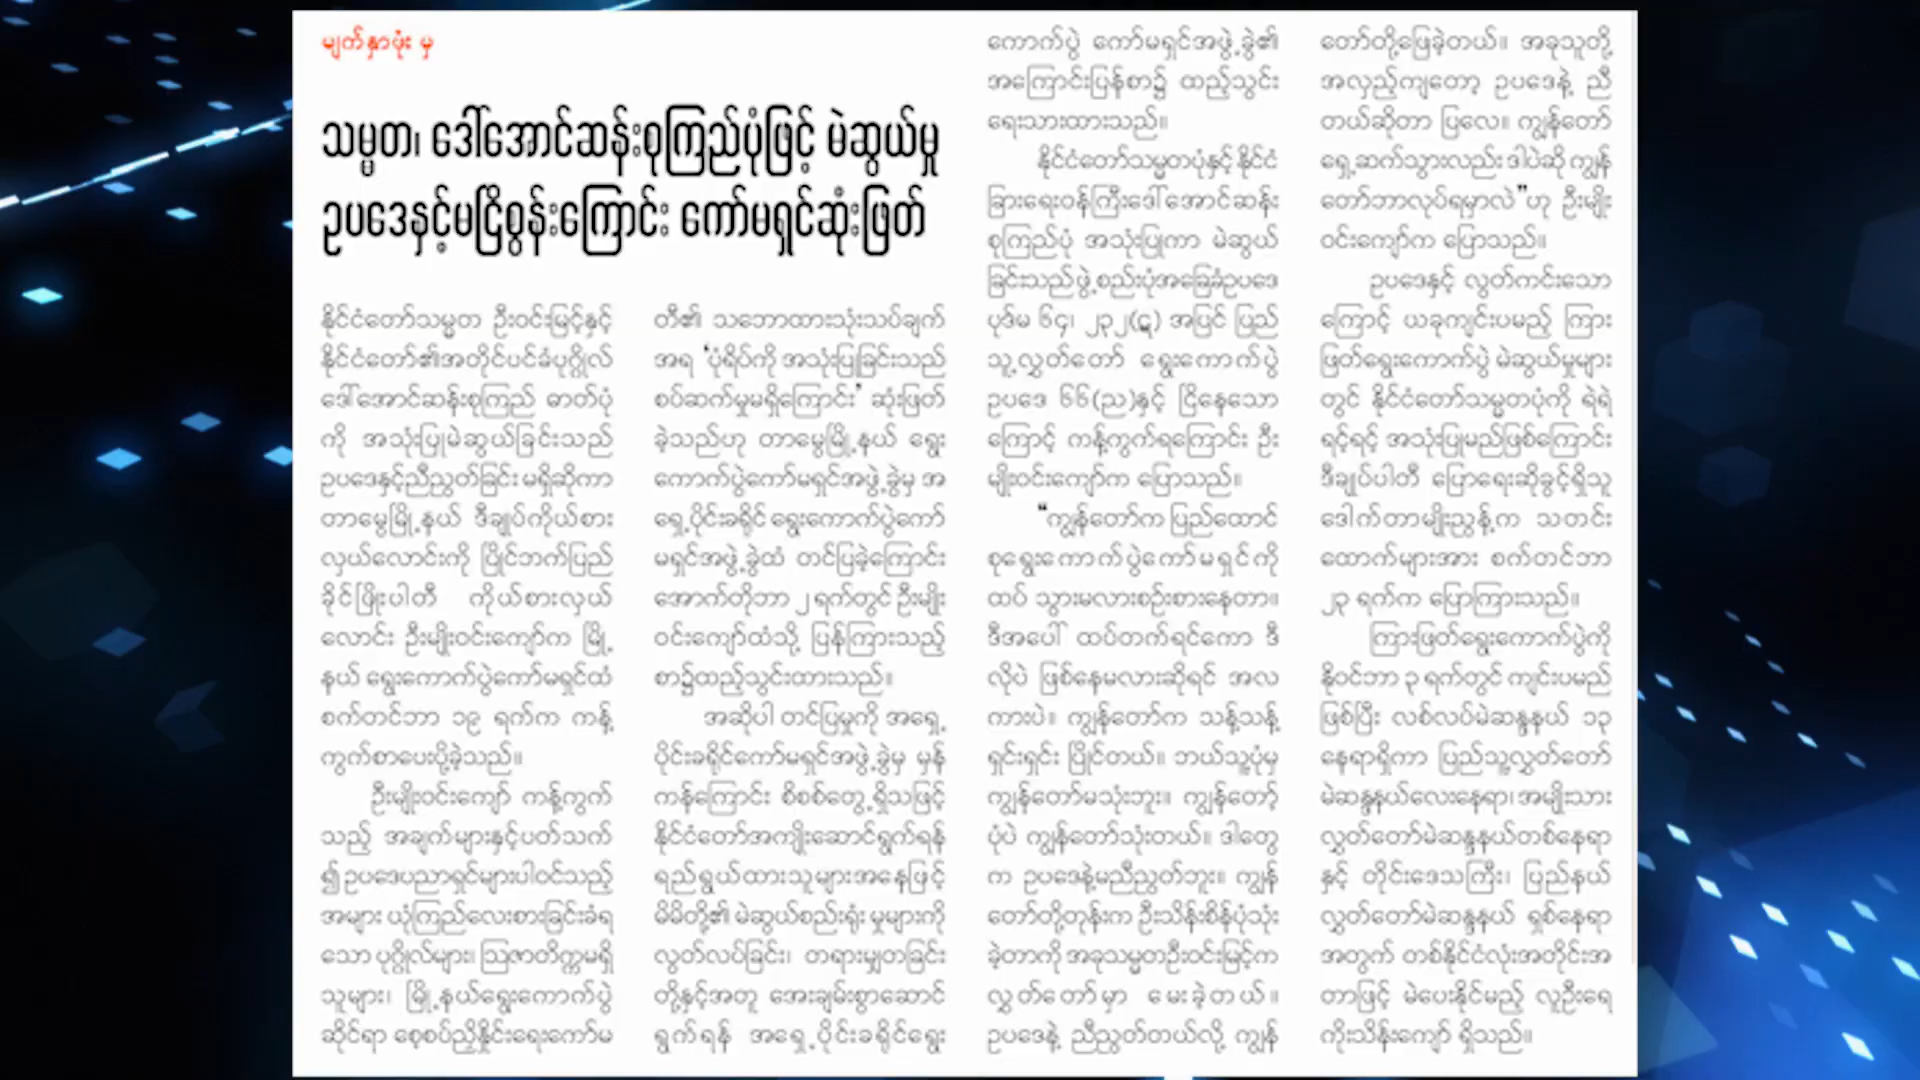 မျက်နှာဖုံး မှ
သမ္မတ၊ ဒေါ်အောင်ဆန်းစုကြည်ပုံဖြင့် မဲဆွယ်မှု
ဥပဒေနှင့်မငြိစွန်းကြောင်း ကော်မရှင်ဆုံးဖြတ်
နိုင်ငံတော်သမ္မတ ဦးဝင်းမြင့်နှင့်
နိုင်ငံတော်၏အတိုင်ပင်ခံပုဂ္ဂိုလ်
ဒေါ်အောင်ဆန်းစုကြည် ဓာတ်ပုံ
ကို အသုံးပြုမဲဆွယ်ခြင်းသည်
ဥပဒေနှင့်ညီညွတ်ခြင်း မရှိဆိုကာ
တာမွေမြို့နယ် ဒီချုပ်ကိုယ်စား
လှယ်လောင်းကို ပြိုင်ဘက်ပြည်
ခိုင်ဖြိုးပါတီ ကိုယ်စားလှယ်
လောင်း ဦးမျိုးဝင်းကျော်က မြို့
နယ် ရွေးကောက်ပွဲကော်မရှင်ထံ
စက်တင်ဘာ ၁၉ ရက်က ကန့်
ကွက်စာပေးပို့ခဲ့သည်။
ဦးမျိုးဝင်းကျော် ကန့်ကွက်
သည့် အချက်များနှင့်ပတ်သက်
၍ ဥပဒေပညာရှင်များပါဝင်သည့်
အများ ယုံကြည်လေးစားခြင်းခံရ
သော ပုဂ္ဂိုလ်များ၊ ဩဇာတိက္ကမရှိ
သူများ၊ မြို့နယ်ရွေးကောက်ပွဲ
ဆိုင်ရာ စေ့စပ်ညှိနှိုင်းရေးကော်မ
တီ၏ သဘောထားသုံးသပ်ချက်
အရ ‘ပုံရိပ်ကို အသုံးပြုခြင်းသည်
စပ်ဆက်မှုမရှိကြောင်း’ ဆုံးဖြတ်
ခဲ့သည်ဟု တာမွေမြို့နယ် ရွေး
ကောက်ပွဲကော်မရှင်အဖွဲ့ခွဲမှ အ
ရှေ့ပိုင်းခရိုင် ရွေးကောက်ပွဲကော်
မရှင်အဖွဲ့ခွဲထံ တင်ပြခဲ့ကြောင်း
အောက်တိုဘာ ၂ ရက်တွင် ဦးမျိုး
ဝင်းကျော်ထံသို့ ပြန်ကြားသည့်
စာ၌ထည့်သွင်းထားသည်။
အဆိုပါ တင်ပြမှုကို အရှေ့
ပိုင်းခရိုင်ကော်မရှင်အဖွဲ့ခွဲမှ မှန်
ကန်ကြောင်း စိစစ်တွေ့ရှိသဖြင့်
နိုင်ငံတော်အကျိုးဆောင်ရွက်ရန်
ရည်ရွယ်ထားသူများအနေဖြင့်
မိမိတို့၏ မဲဆွယ်စည်းရုံး မှုများကို
လွတ်လပ်ခြင်း၊ တရားမျှတခြင်း
တို့နှင့်အတူ အေးချမ်းစွာဆောင်
ရွက်ရန် အရှေ့ပိုင်းခရိုင်ရွေး
ကောက်ပွဲ ကော်မရှင်အဖွဲ့ခွဲ၏
အကြောင်းပြန်စာ၌ ထည့်သွင်း
ရေးသားထားသည်။
နိုင်ငံတော်သမ္မတပုံနှင့် နိုင်ငံ
ခြားရေးဝန်ကြီးဒေါ်အောင်ဆန်း
စုကြည်ပုံ အသုံးပြုကာ မဲဆွယ်
ခြင်းသည်ဖွဲ့စည်းပုံအခြေခံဥပဒေ
ပုဒ်မ ၆၄၊ ၂၃၂(ဋ) အပြင် ပြည်
သူ့လွှတ်တော် ရွေးကောက်ပွဲ
ဥပဒေ ၆၆(ည)နှင့် ငြိနေသော
ကြောင့် ကန့်ကွက်ရကြောင်း ဦး
မျိုးဝင်းကျော်က ပြောသည်။
“ကျွန်တော်က ပြည်ထောင်
စုရွေးကောက်ပွဲကော်မရှင်ကို
ထပ် သွားမလားစဉ်းစားနေတာ။
ဒီအပေါ် ထပ်တက်ရင်ကော ဒီ
လိုပဲ ဖြစ်နေမလားဆိုရင် အလ
ကားပဲ။ ကျွန်တော်က သန့်သန့်
ရှင်းရှင်း ပြိုင်တယ်။ ဘယ်သူ့ပုံမှ
ကျွန်တော်မသုံးဘူး။ ကျွန်တော့်
ပုံပဲ ကျွန်တော်သုံးတယ်။ ဒါတွေ
က ဥပဒေနဲ့မညီညွတ်ဘူး။ ကျွန်
တော်တို့တုန်းက ဦးသိန်းစိန်ပုံသုံး
ခဲ့တာကို အခုသမ္မတဦးဝင်းမြင့်က
လွှတ်တော်မှာ မေးခဲ့တယ်။
ဥပဒေနဲ့ ညီညွတ်တယ်လို့ ကျွန်
တော်တို့ဖြေခဲ့တယ်။ အခုသူတို့
အလှည့်ကျတော့ ဥပဒေနဲ့ ညီ
တယ်ဆိုတာ ပြလေ။ ကျွန်တော်
ရှေ့ဆက်သွားလည်း ဒါပဲဆို ကျွန်
တော်ဘာလုပ်ရမှာလဲ”ဟု ဦးမျိုး
ဝင်းကျော်က ပြောသည်။
ဥပဒေနှင့် လွတ်ကင်းသော
ကြောင့် ယခုကျင်းပမည့် ကြား
ဖြတ်ရွေးကောက်ပွဲ မဲဆွယ်မှုများ
တွင် နိုင်ငံတော်သမ္မတပုံကို ရဲရဲ
ရင့်ရင့် အသုံးပြုမည်ဖြစ်ကြောင်း
ဒီချုပ်ပါတီ ပြောရေးဆိုခွင့်ရှိသူ
ဒေါက်တာမျိုးညွန့်က သတင်း
ထောက်များအား စက်တင်ဘာ
၂၃ ရက်က ပြောကြားသည်။
ကြားဖြတ်ရွေးကောက်ပွဲကို
နိုဝင်ဘာ ၃ ရက်တွင် ကျင်းပမည်
ဖြစ်ပြီး လစ်လပ်မဲဆန္ဒနယ် ၁၃
နေရာရှိကာ ပြည်သူ့လွှတ်တော်
မဲဆန္ဒနယ်လေးနေရာ၊ အမျိုးသား
လွှတ်တော်မဲဆန္ဒနယ်တစ်နေရာ
နှင့် တိုင်းဒေသကြီး၊ ပြည်နယ်
လွှတ်တော်မဲဆန္ဒနယ် ရှစ်နေရာ
အတွက် တစ်နိုင်ငံလုံးအတိုင်းအ
တာဖြင့် မဲပေးနိုင်မည့် လူဦးရေ
ကိုးသိန်းကျော် ရှိသည်။